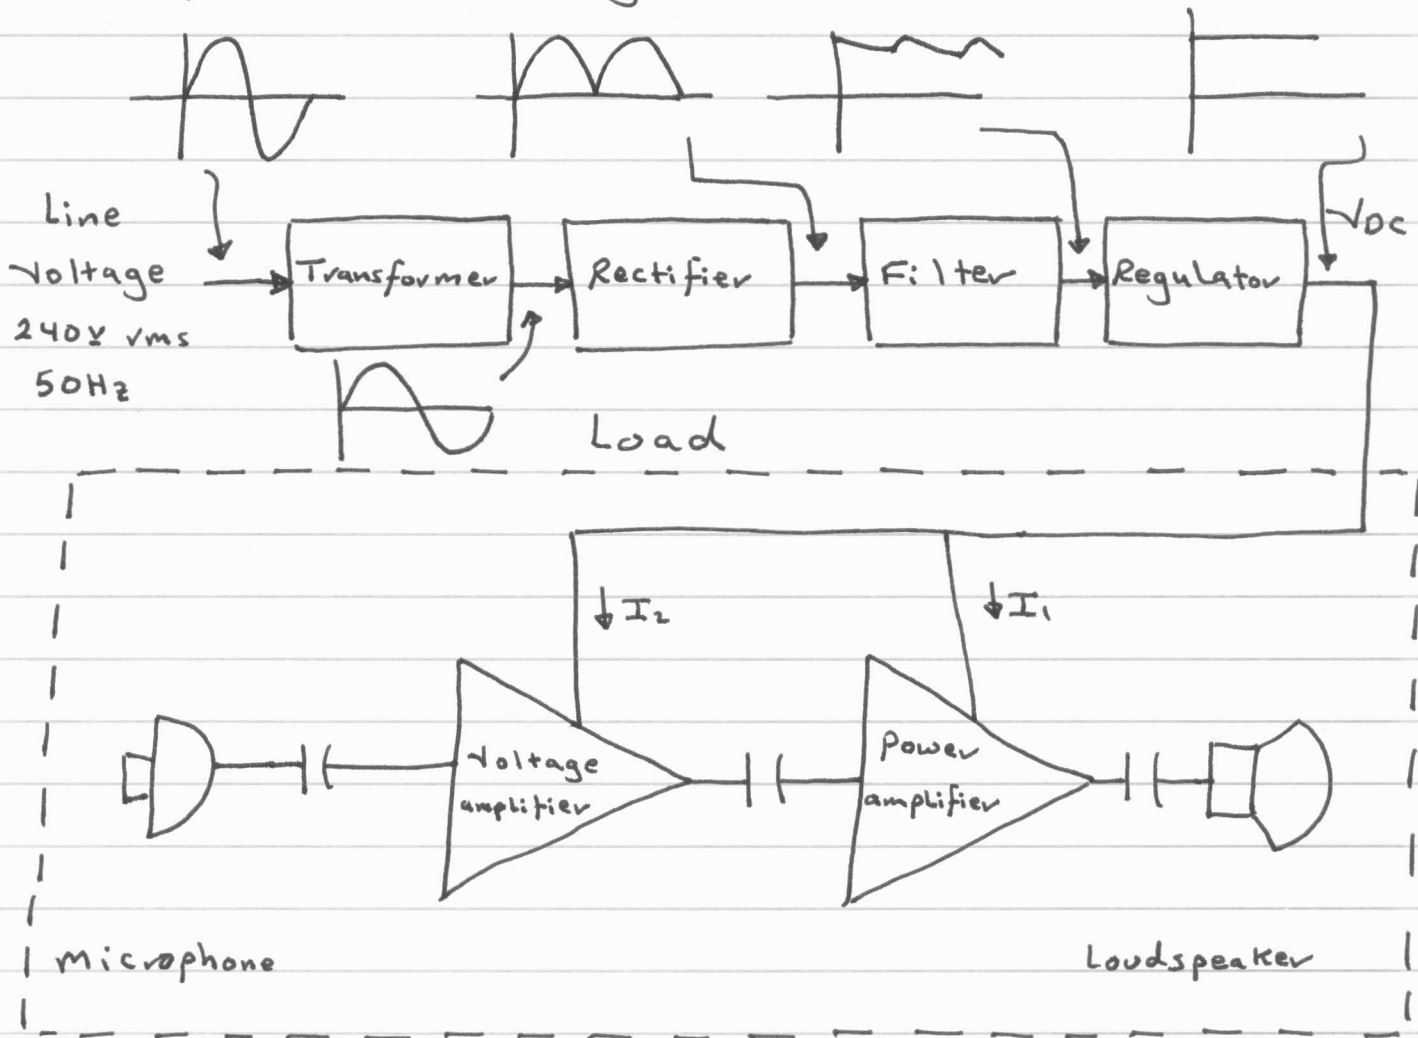 Line
Voltage
240V rms
50Hz
Transformer
Rectifier
Filter
Regulator
VDC
Load
I2
I1
Voltage
amplifier
Power
amplifier
Microphone
Loudspeaker